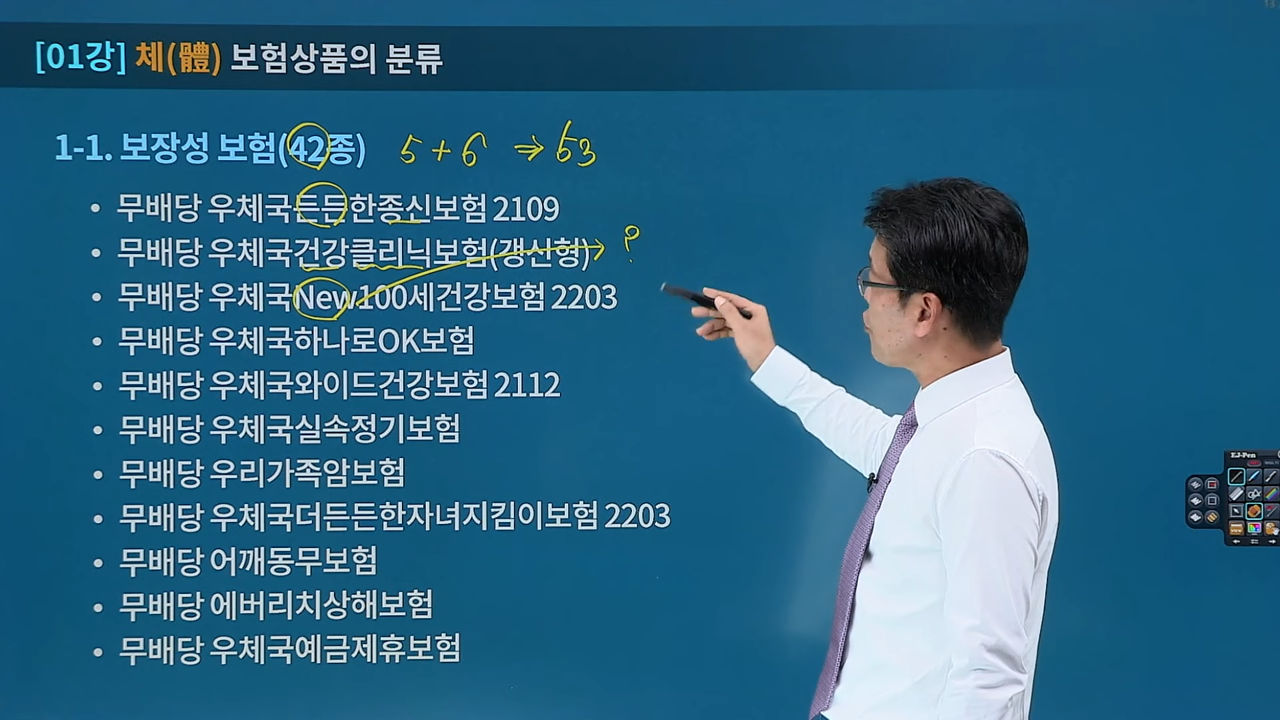 [01강] 체(體) 보험상품의 분류
1-1. 보장성 보험(42종) 5+6 ⇒ 53
• 무배당 우체국든든한종신보험 2109
• 무배당 우체국건강클리닉보험(갱신형) ?
• 무배당 우체국New100세건강보험 2203
• 무배당 우체국하나로OK보험
• 무배당 우체국와이드건강보험 2112
• 무배당 우체국실속정기보험
• 무배당 우리가족암보험
• 무배당 우체국더든든한자녀지킴이보험 2203
• 무배당 어깨동무보험
• 무배당 에버리치상해보험
• 무배당 우체국예금제휴보험
EJ-Pen